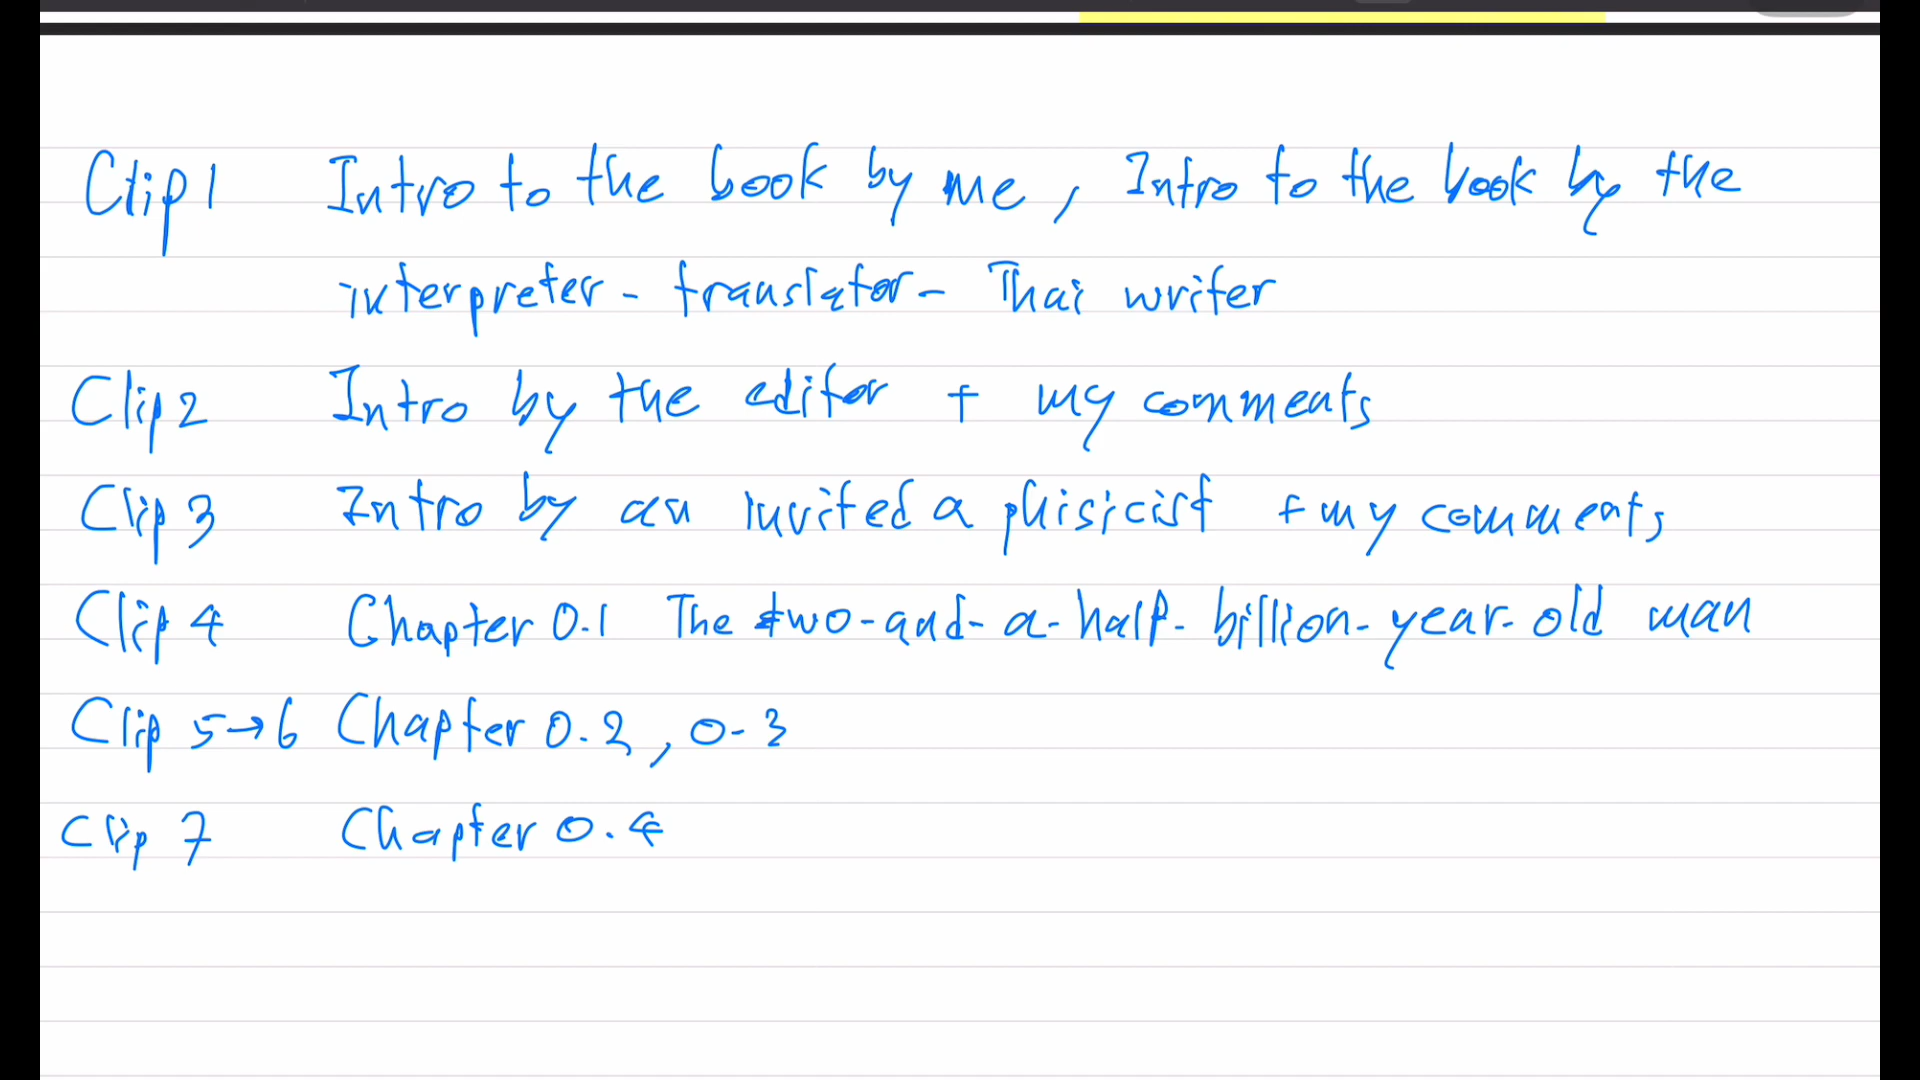 Clip 1 Intro to the book by me, Intro to the book by the
interpreter - translator - Thai writer
Clip 2 Intro by the editor + my comments
Clip 3 Intro by an invited a phisicist + my comments
Clip 4 Chapter 0.1 The two-and-a-half-billion-year-old man
Clip 5→6 Chapter 0.2, 0.3
Clip 7 Chapter 0.4